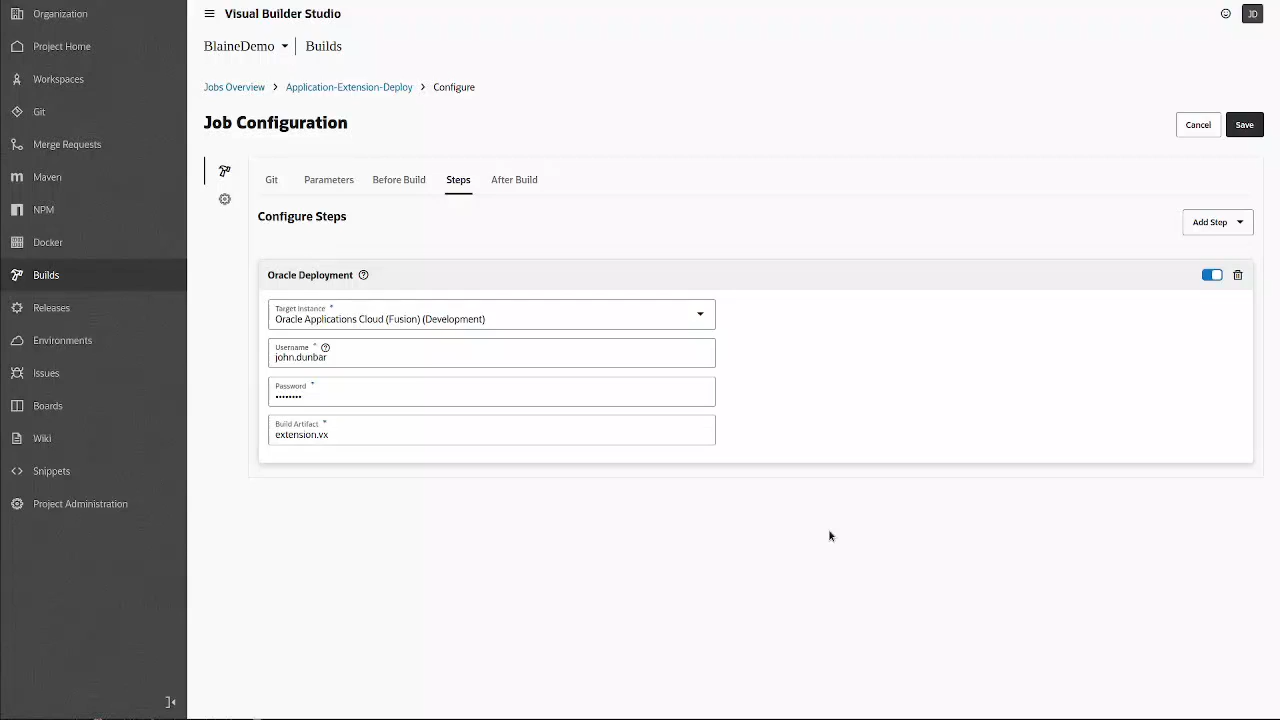 Organization
Project Home
Workspaces
Git
Merge Requests
Maven
NPM
Docker
Builds
Releases
Environments
Issues
Boards
Wiki
Snippets
Project Administration
Visual Builder Studio
JD
BlaineDemo
Builds
Jobs Overview > Application-Extension-Deploy > Configure
Job Configuration
Cancel
Save
Git
Parameters
Before Build
Steps
After Build
Configure Steps
Add Step
Oracle Deployment
Target Instance *
Oracle Applications Cloud (Fusion) (Development)
Username *
john.dunbar
Password *
••••••••
Build Artifact *
extension.vx